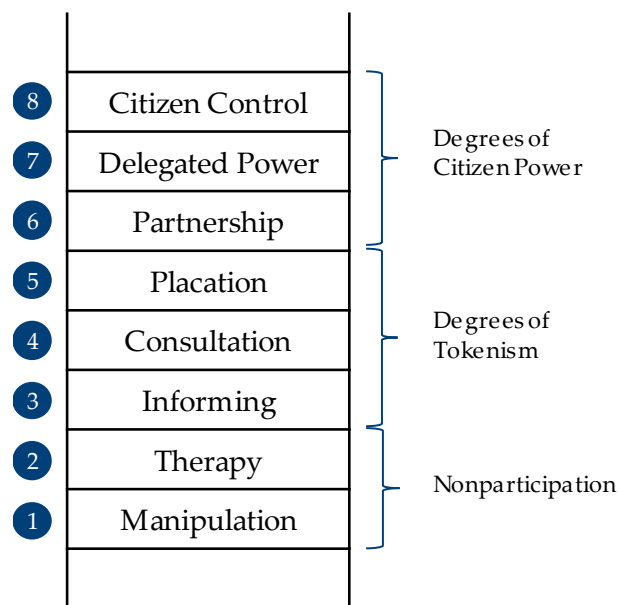 8 Citizen Control
7 Delegated Power
Degrees of
Citizen Power
6 Partnership
5 Placation
4 Consultation
Degrees of
Tokenism
3 Informing
2 Therapy
Nonparticipation
1 Manipulation